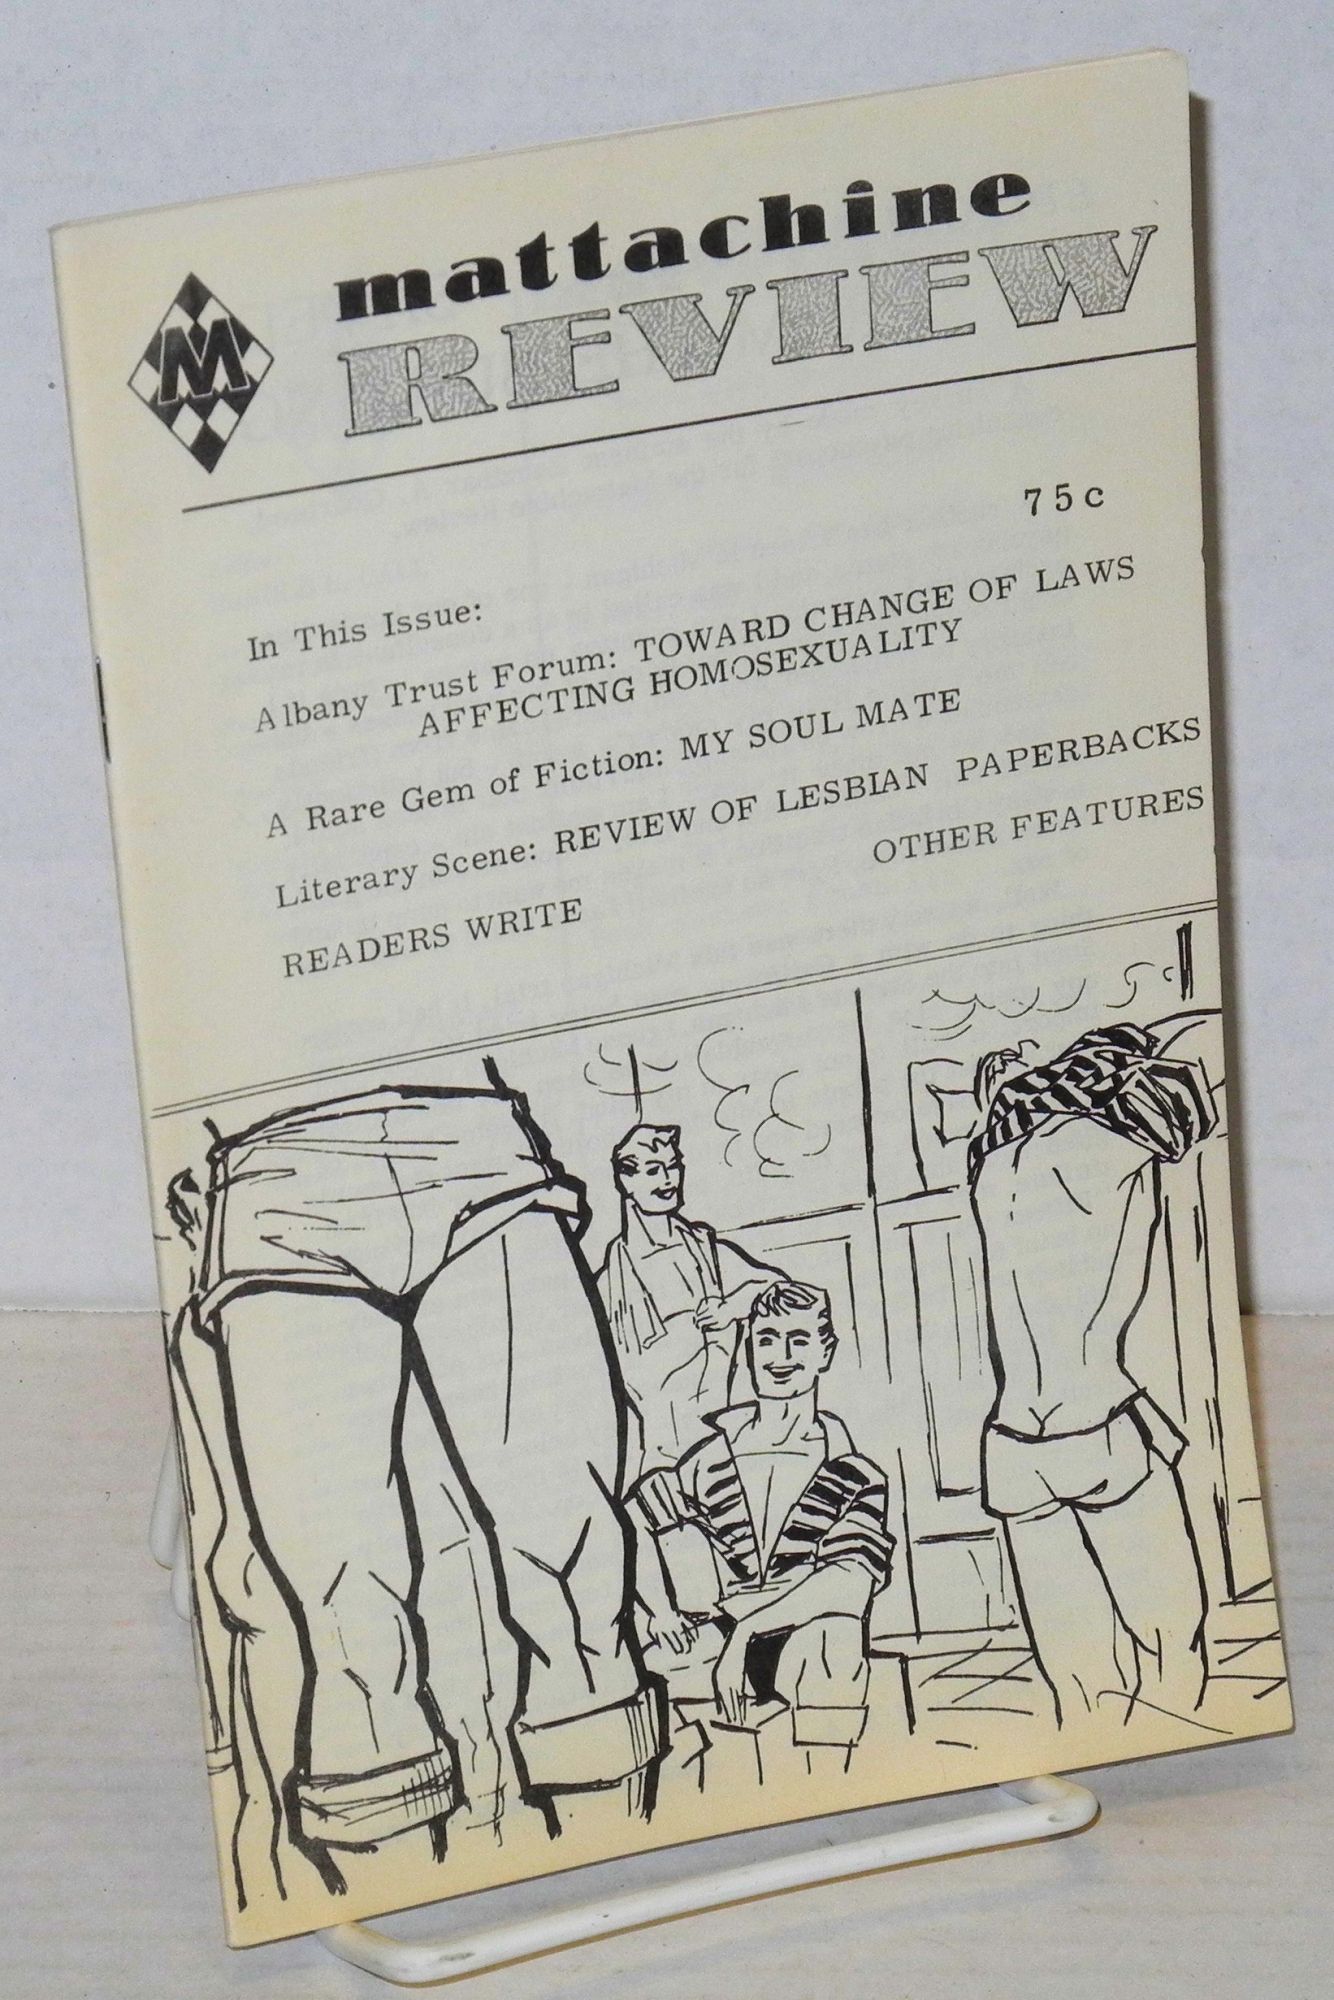 M
mattachine
REVIEW
75c
In This Issue:
Albany Trust Forum: TOWARD CHANGE OF LAWS
AFFECTING HOMOSEXUALITY
A Rare Gem of Fiction: MY SOUL MATE
Literary Scene: REVIEW OF LESBIAN PAPERBACKS
READERS WRITE OTHER FEATURES